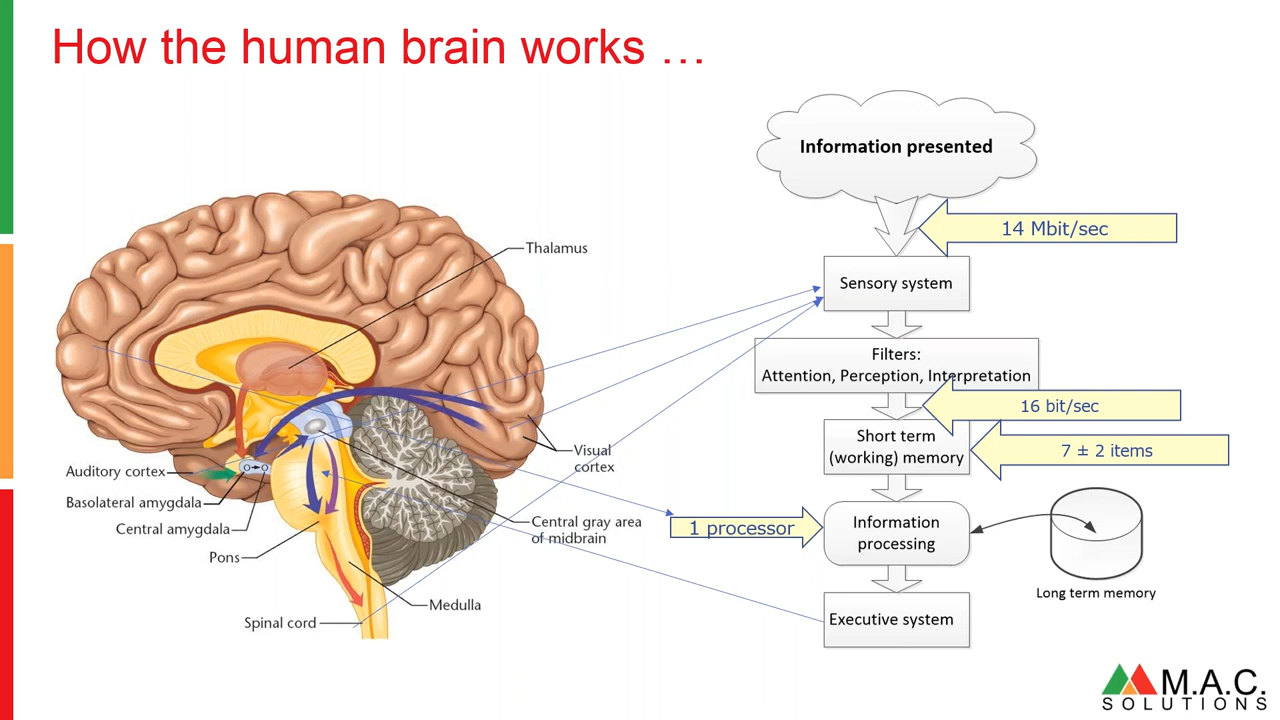 How the human brain works …
Information presented
14 Mbit/sec
Thalamus
Sensory system
Filters:
Attention, Perception, Interpretation
16 bit/sec
Short term
(working) memory
7 ± 2 items
Visual
cortex
Auditory cortex
Basolateral amygdala
Central amygdala
Pons
Central gray area
of midbrain
1 processor
Information
processing
Long term memory
Medulla
Spinal cord
Executive system
M.A.C.
SOLUTIONS